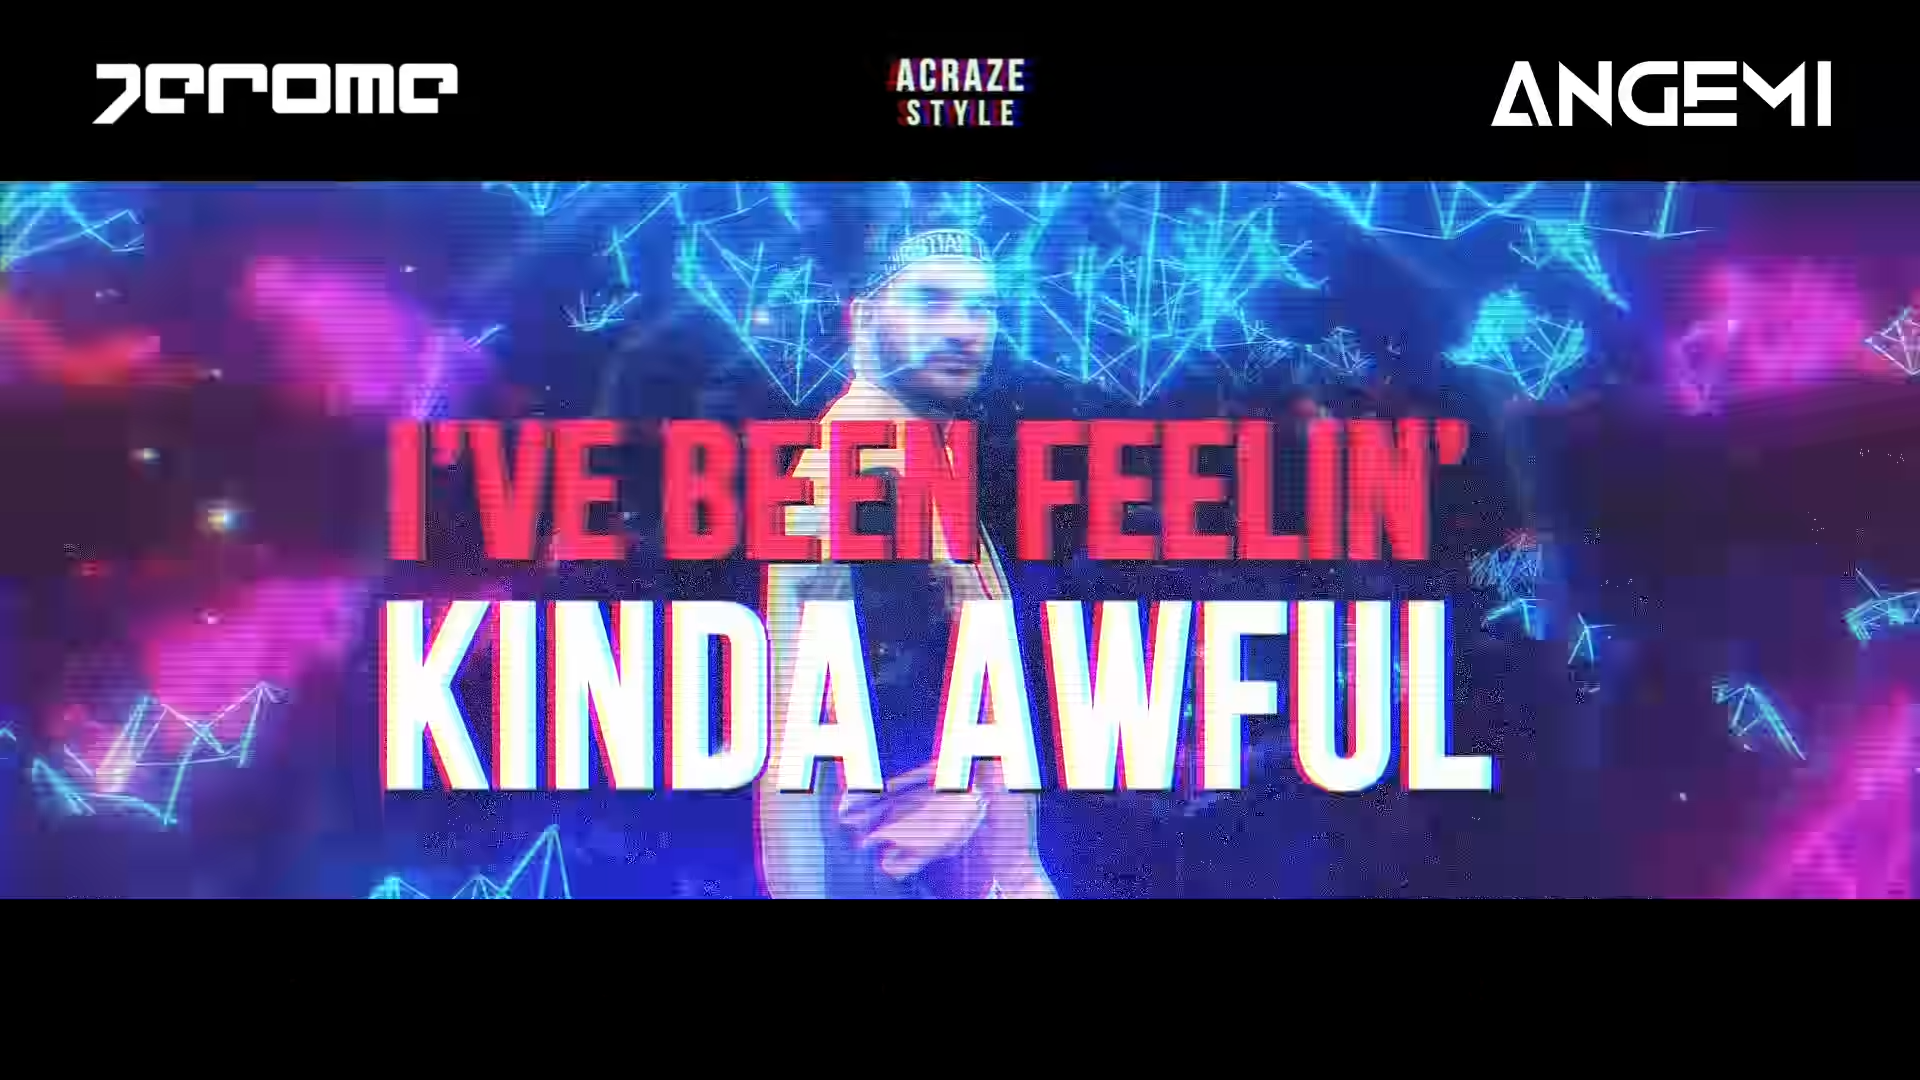 Jerome
ACRAZE
STYLE
ANGEMI
I'VE BEEN FEELIN'
KINDA AWFUL